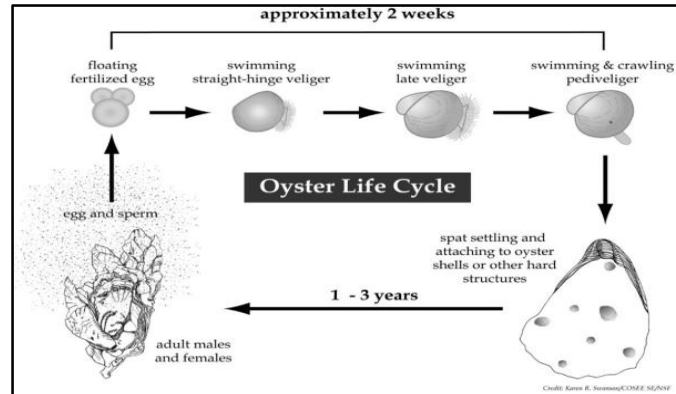 approximately 2 weeks
floating
fertilized egg
swimming
straight-hinge veliger
swimming
late veliger
swimming & crawling
pediveliger
Oyster Life Cycle
egg and sperm
spat settling and
attaching to oyster
shells or other hard
structures
1 - 3 years
adult males
and females
Credit: Karen R. Swanson/COSEE SE/NSF